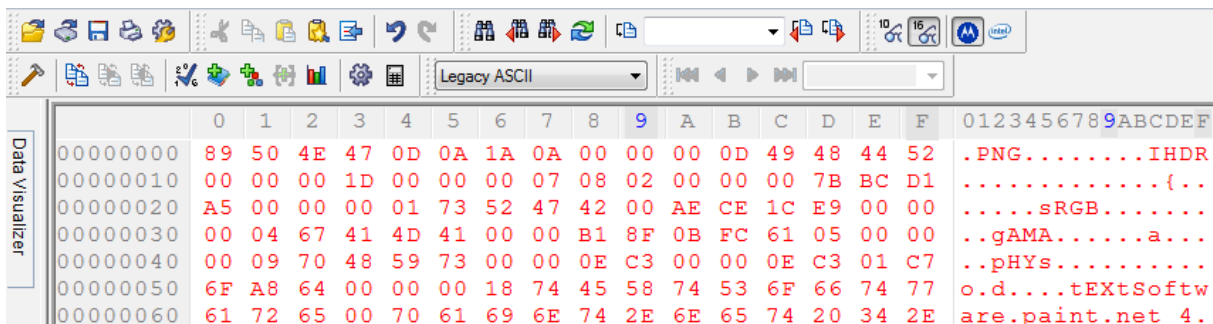 10 16 intel
Legacy ASCII
0 1 2 3 4 5 6 7 8 9 A B C D E F 0123456789ABCDEF
Data Visualizer
00000000 89 50 4E 47 0D 0A 1A 0A 00 00 00 0D 49 48 44 52 .PNG........IHDR
00000010 00 00 00 1D 00 00 00 07 08 02 00 00 00 7B BC D1 .............{..
00000020 A5 00 00 00 01 73 52 47 42 00 AE CE 1C E9 00 00 .....sRGB.......
00000030 00 04 67 41 4D 41 00 00 B1 8F 0B FC 61 05 00 00 ..gAMA......a...
00000040 00 09 70 48 59 73 00 00 0E C3 00 00 0E C3 01 C7 ..pHYs..........
00000050 6F A8 64 00 00 00 18 74 45 58 74 53 6F 66 74 77 o.d....tEXtSoftw
00000060 61 72 65 00 70 61 69 6E 74 2E 6E 65 74 20 34 2E are.paint.net 4.